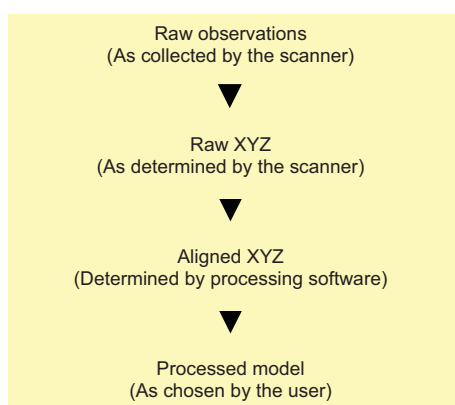 Raw observations
(As collected by the scanner)
Raw XYZ
(As determined by the scanner)
Aligned XYZ
(Determined by processing software)
Processed model
(As chosen by the user)